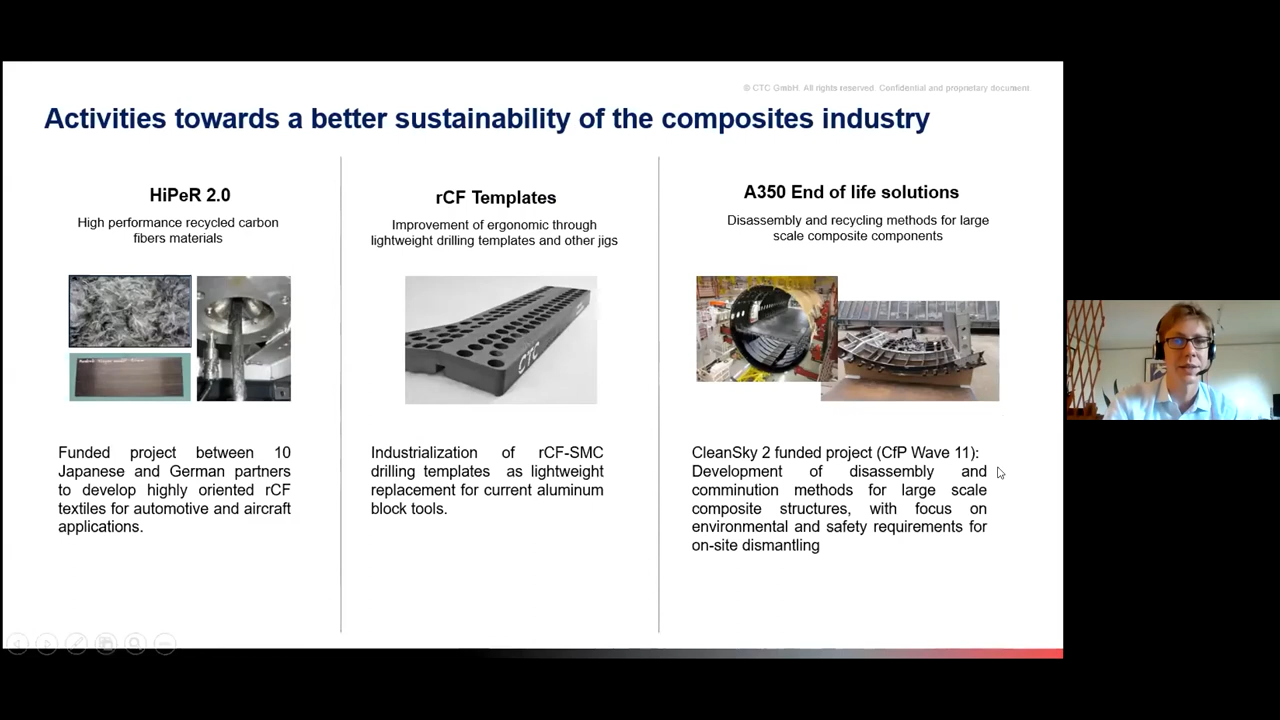 © CTC GmbH. All rights reserved. Confidential and proprietary document
Activities towards a better sustainability of the composites industry
HiPeR 2.0
High performance recycled carbon
fibers materials
Funded project between 10
Japanese and German partners
to develop highly oriented rCF
textiles for automotive and aircraft
applications.
rCF Templates
Improvement of ergonomic through
lightweight drilling templates and other jigs
CTC
Industrialization of rCF-SMC
drilling templates as lightweight
replacement for current aluminum
block tools.
A350 End of life solutions
Disassembly and recycling methods for large
scale composite components
CleanSky 2 funded project (CfP Wave 11):
Development of disassembly and
comminution methods for large scale
composite structures, with focus on
environmental and safety requirements for
on-site dismantling